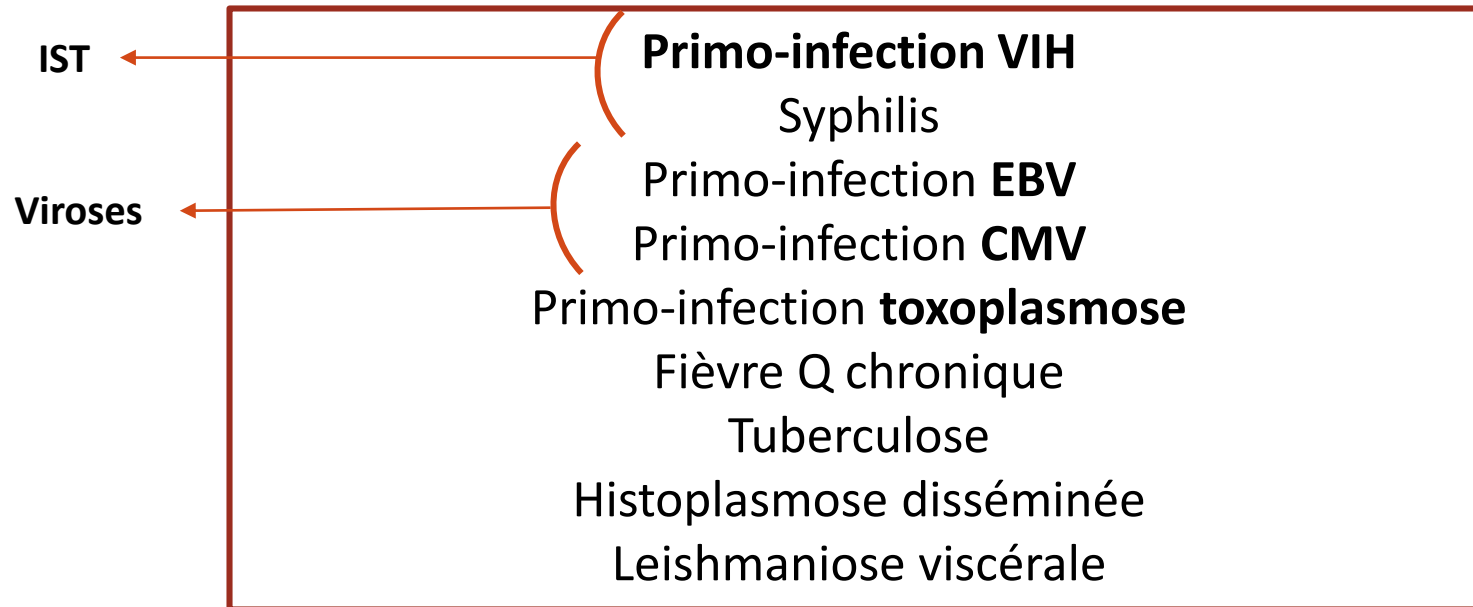 IST
Primo-infection VIH
Syphilis
Primo-infection EBV
Viroses
Primo-infection CMV
Primo-infection toxoplasmose
Fièvre Q chronique
Tuberculose
Histoplasmose disséminée
Leishmaniose viscérale